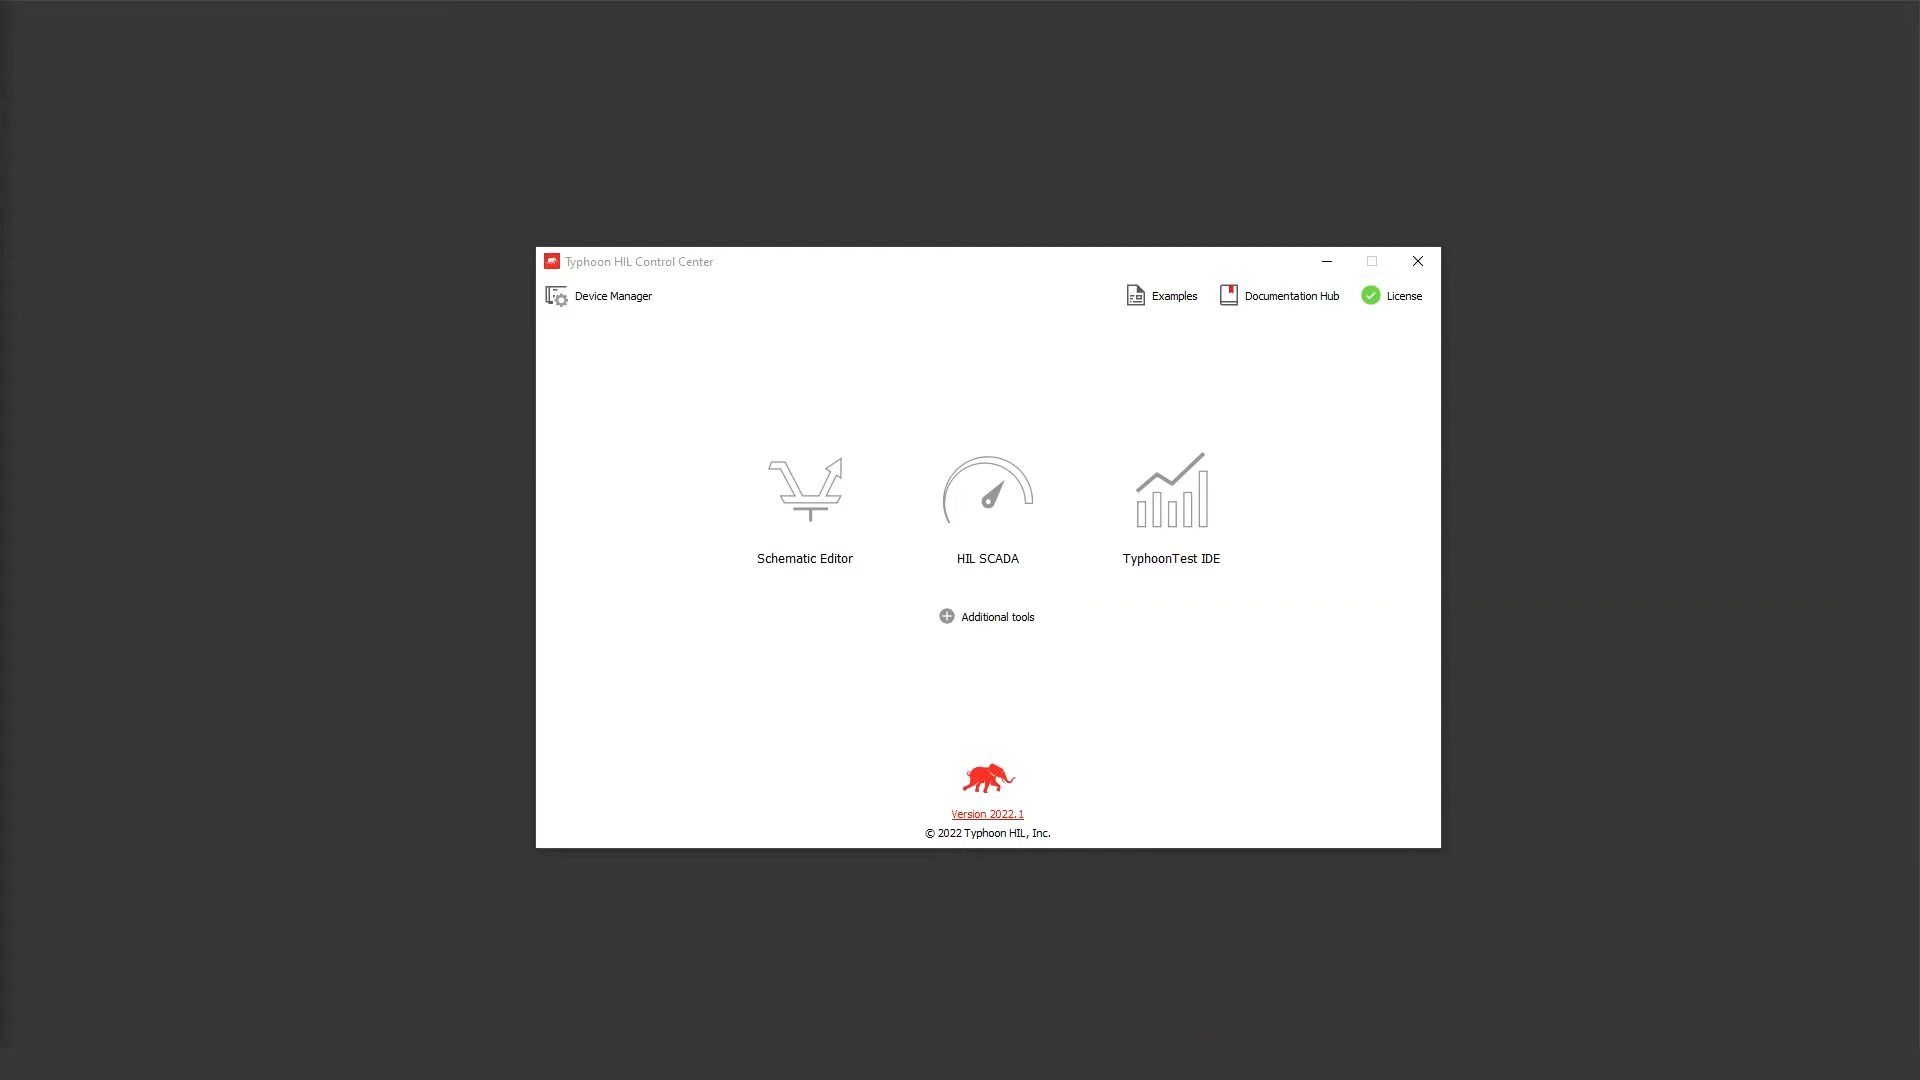 Typhoon HIL Control Center
Device Manager
Examples
Documentation Hub
License
Schematic Editor
HIL SCADA
TyphoonTest IDE
Additional tools
Version 2022.1
© 2022 Typhoon HIL, Inc.